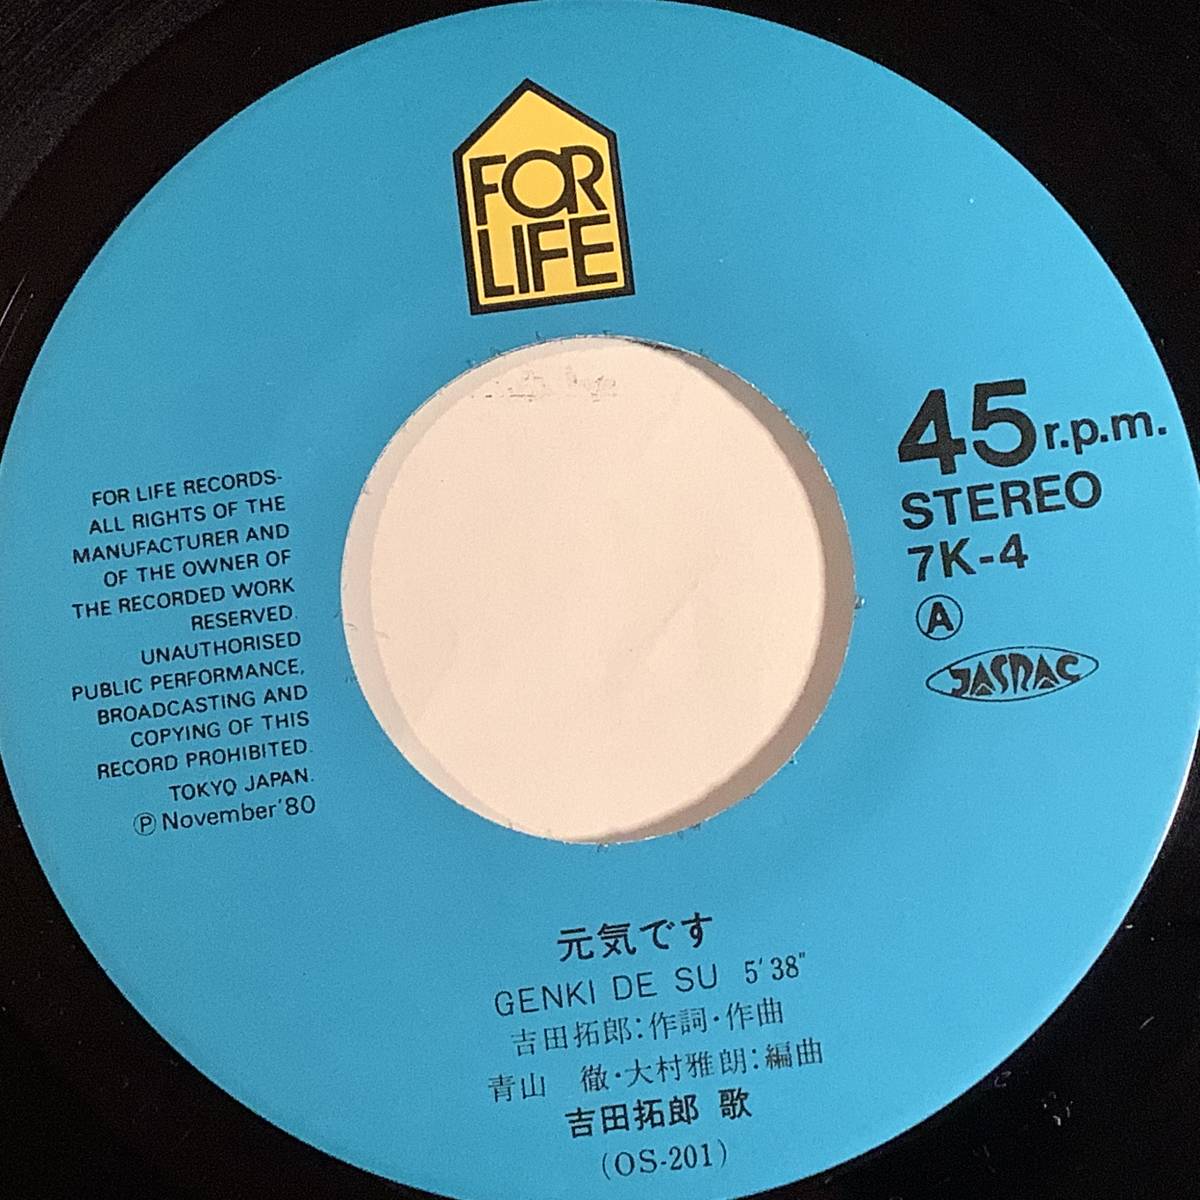 FOR
LIFE
45 r.p.m.
STEREO
7K-4
A
JASRAC
FOR LIFE RECORDS-
ALL RIGHTS OF THE
MANUFACTURER AND
OF THE OWNER OF
THE RECORDED WORK
RESERVED.
UNAUTHORISED
PUBLIC PERFORMANCE,
BROADCASTING AND
COPYING OF THIS
RECORD PROHIBITED.
TOKYO JAPAN.
Ⓟ November'80
元気です
GENKI DE SU 5'38"
吉田拓郎:作詞・作曲
青山 徹・大村雅朗:編曲
吉田拓郎 歌
(OS-201)